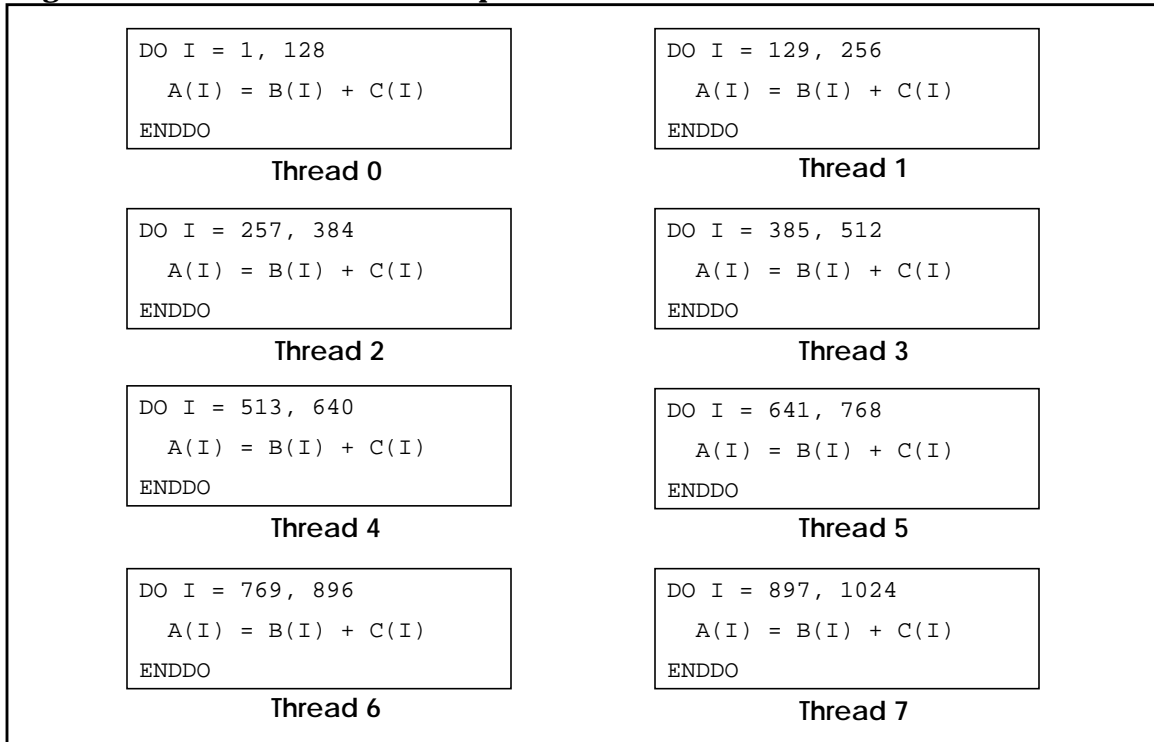 DO I = 1, 128
A(I) = B(I) + C(I)
ENDDO
Thread 0
DO I = 129, 256
A(I) = B(I) + C(I)
ENDDO
Thread 1
DO I = 257, 384
A(I) = B(I) + C(I)
ENDDO
Thread 2
DO I = 385, 512
A(I) = B(I) + C(I)
ENDDO
Thread 3
DO I = 513, 640
A(I) = B(I) + C(I)
ENDDO
Thread 4
DO I = 641, 768
A(I) = B(I) + C(I)
ENDDO
Thread 5
DO I = 769, 896
A(I) = B(I) + C(I)
ENDDO
Thread 6
DO I = 897, 1024
A(I) = B(I) + C(I)
ENDDO
Thread 7